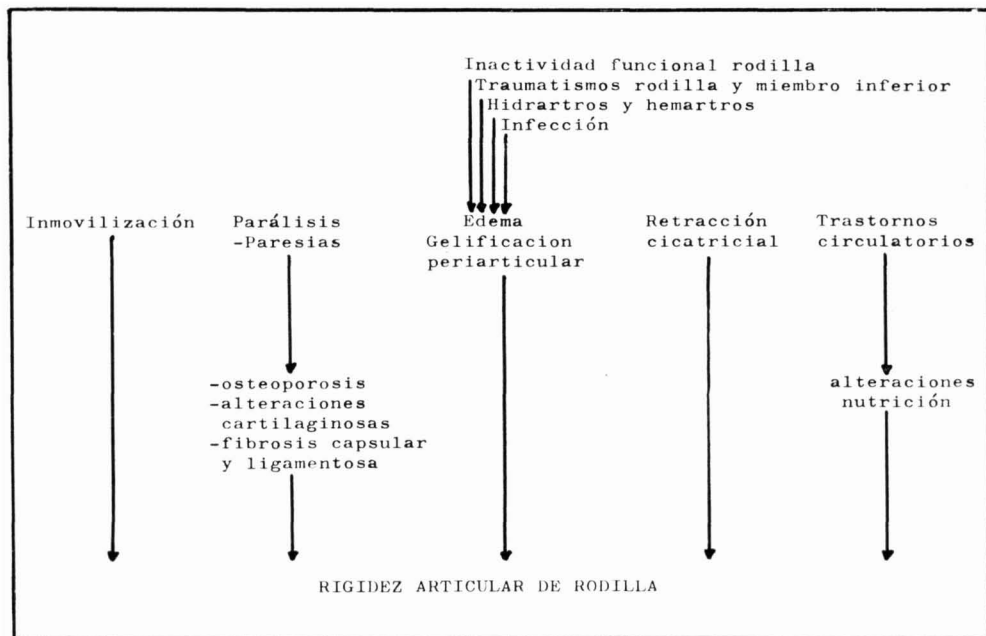 Inactividad funcional rodilla
Traumatismos rodilla y miembro inferior
Hidrartros y hemartros
Infección
Inmovilización
Parálisis
-Paresias
Edema
Gelificacion
periarticular
Retracción
cicatricial
Trastornos
circulatorios
-osteoporosis
-alteraciones
cartilaginosas
-fibrosis capsular
y ligamentosa
alteraciones
nutrición
RIGIDEZ ARTICULAR DE RODILLA